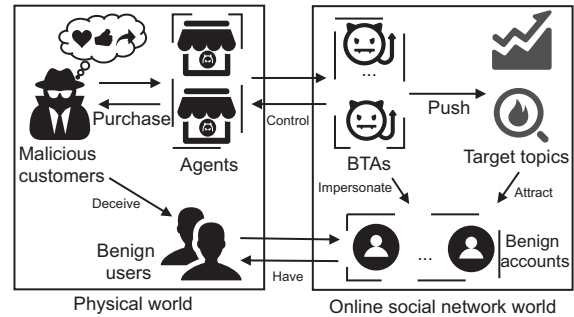 Purchase
Control
Push
Malicious
customers
Agents
BTAs
Target topics
Deceive
Impersonate
Attract
Benign
users
Have
...
...
Benign
accounts
Physical world
Online social network world